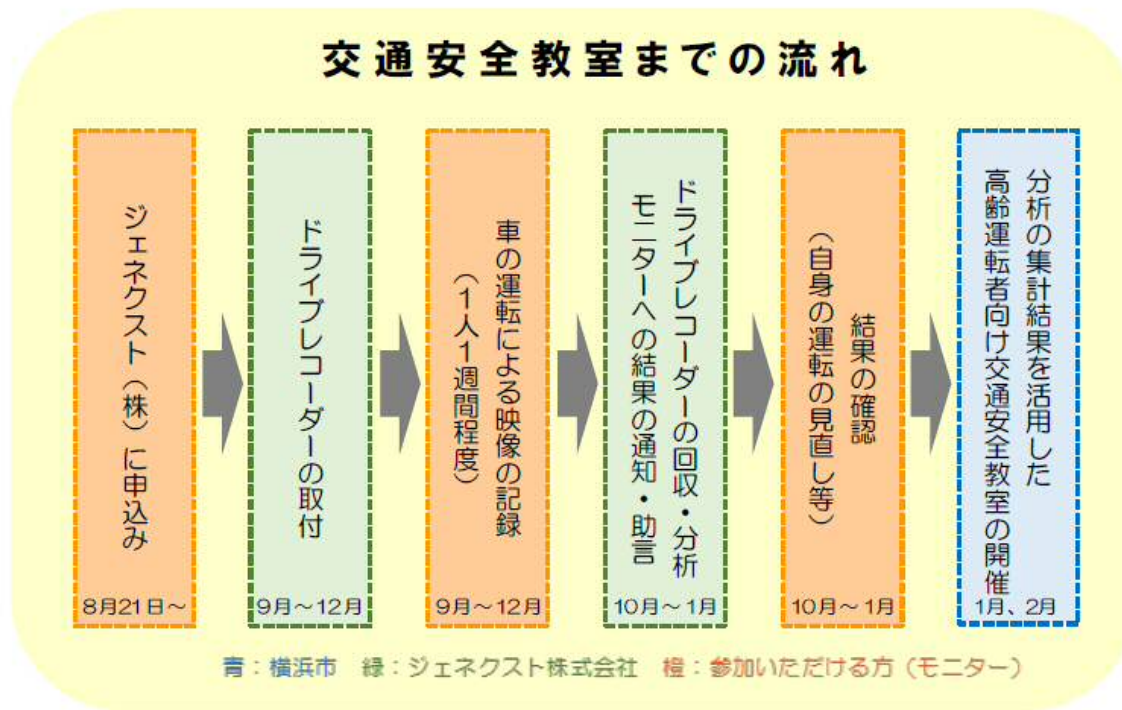 交通安全教室までの流れ
ジェネクスト（株）に申込み
8月21日～
ドライブレコーダーの取付
9月～12月
車の運転による映像の記録
（１人１週間程度）
9月～12月
ドライブレコーダーの回収・分析
モニターへの結果の通知・助言
10月～1月
結果の確認
（自身の運転の見直し等）
10月～1月
分析の集計結果を活用した
高齢運転者向け交通安全教室の開催
1月、2月
青：横浜市　緑：ジェネクスト株式会社　橙：参加いただける方（モニター）